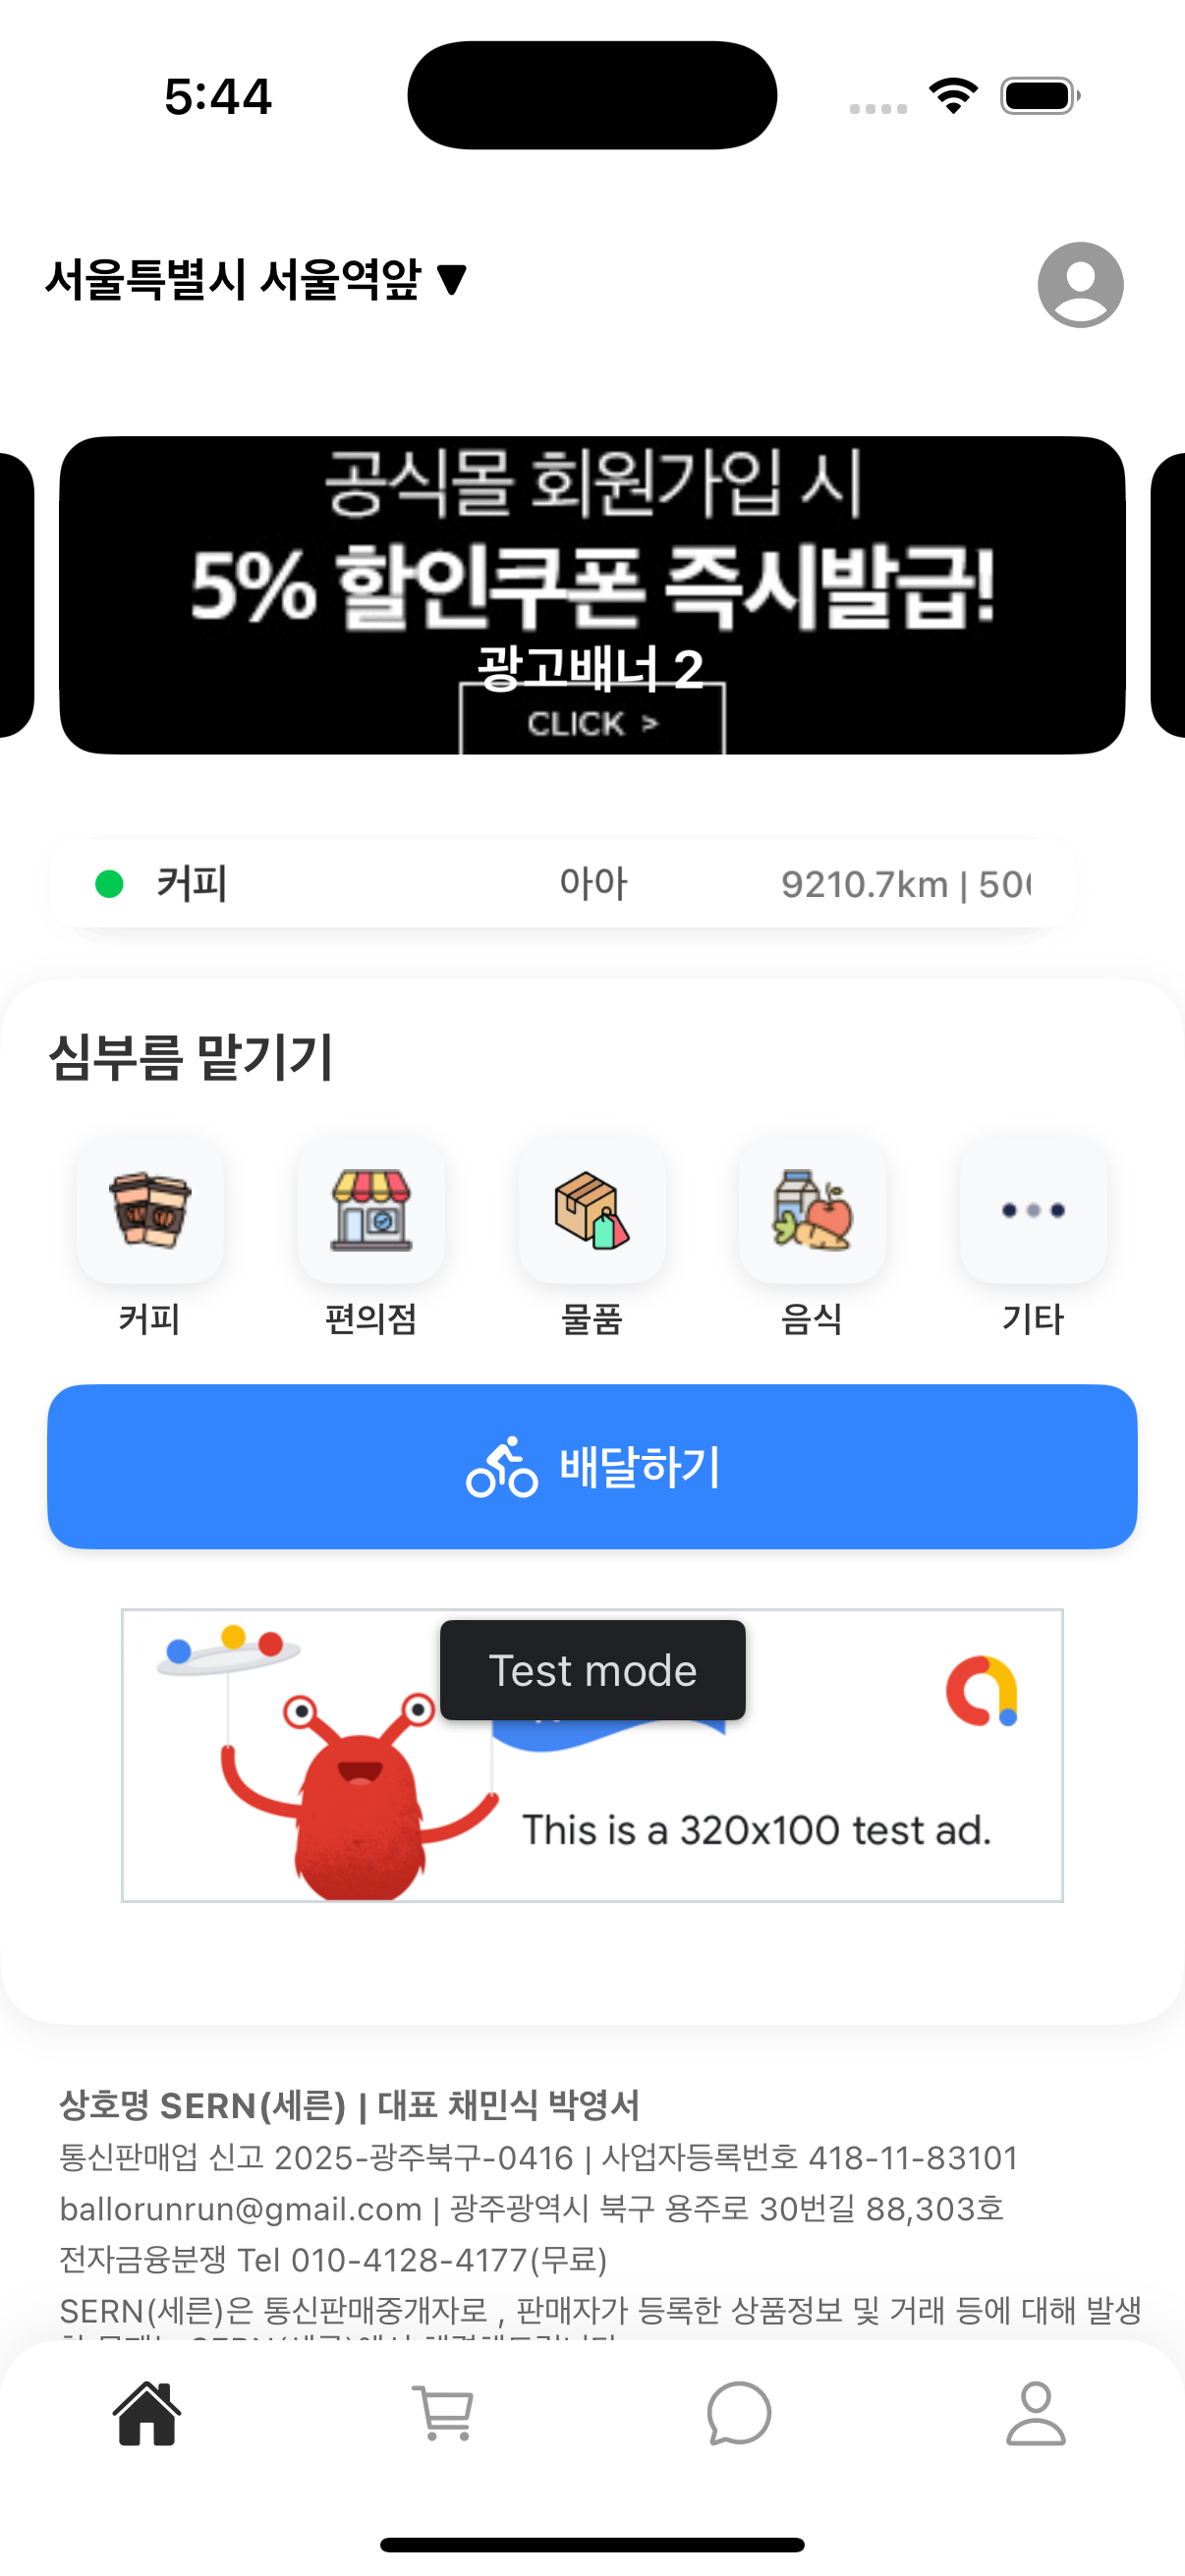 5:44
서울특별시 서울역앞 ▼
공식몰 회원가입 시
5% 할인쿠폰 즉시발급!
광고배너 2
CLICK >
커피 아아 9210.7km | 50
심부름 맡기기
커피 편의점 물품 음식 기타
배달하기
Test mode
This is a 320x100 test ad.
상호명 SERN(세른) | 대표 채민식 박영서
통신판매업 신고 2025-광주북구-0416 | 사업자등록번호 418-11-83101
ballorunrun@gmail.com | 광주광역시 북구 용주로 30번길 88,303호
전자금융분쟁 Tel 010-4128-4177(무료)
SERN(세른)은 통신판매중개자로 , 판매자가 등록한 상품정보 및 거래 등에 대해 발생